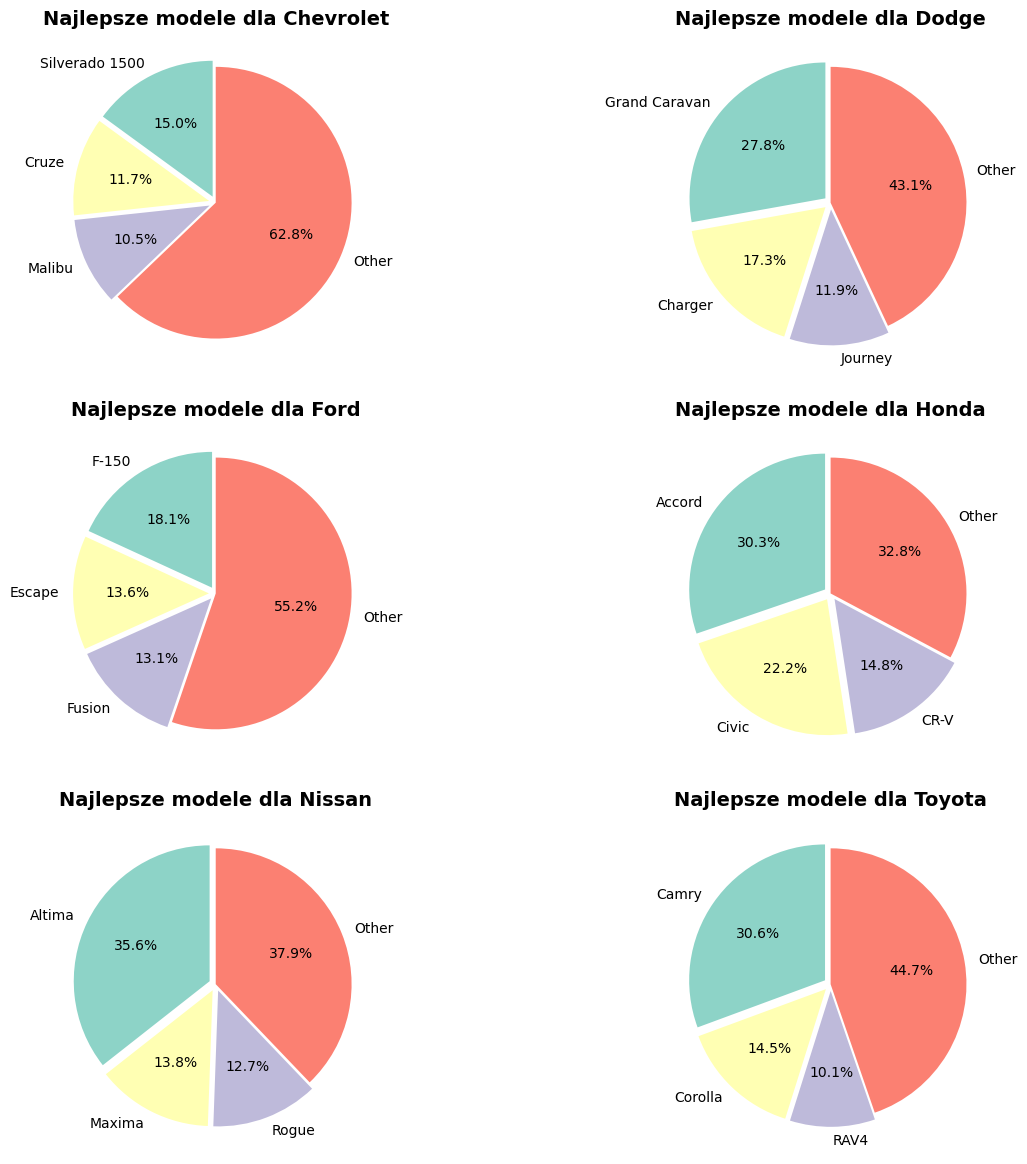 Najlepsze modele dla Chevrolet
Silverado 1500
15.0%
Cruze
11.7%
Malibu
10.5%
62.8%
Other
Najlepsze modele dla Dodge
Grand Caravan
27.8%
Charger
17.3%
Journey
11.9%
43.1%
Other
Najlepsze modele dla Ford
F-150
18.1%
Escape
13.6%
Fusion
13.1%
55.2%
Other
Najlepsze modele dla Honda
Accord
30.3%
Civic
22.2%
CR-V
14.8%
32.8%
Other
Najlepsze modele dla Nissan
Altima
35.6%
Maxima
13.8%
Rogue
12.7%
37.9%
Other
Najlepsze modele dla Toyota
Camry
30.6%
Corolla
14.5%
RAV4
10.1%
44.7%
Other